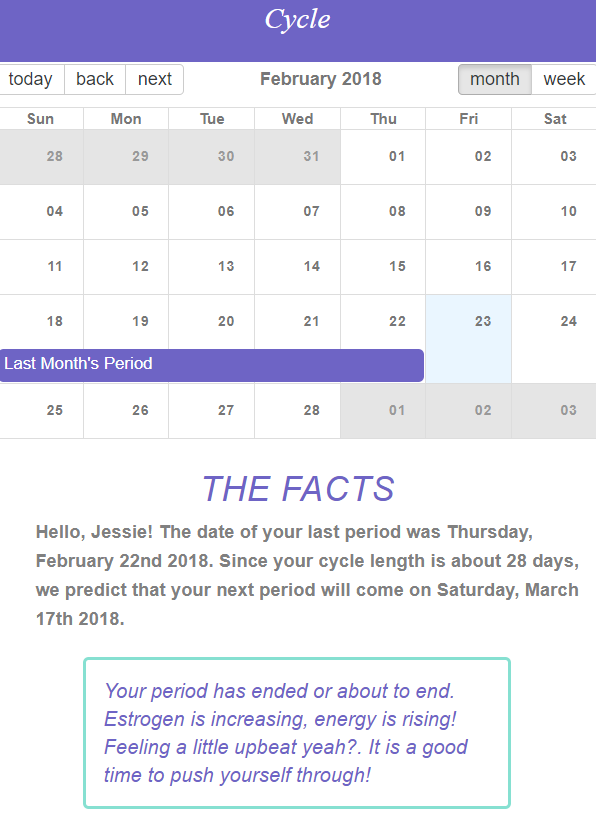 Cycle
today back next February 2018 month week
Sun Mon Tue Wed Thu Fri Sat
28 29 30 31 01 02 03
04 05 06 07 08 09 10
11 12 13 14 15 16 17
18 19 20 21 22 23 24
Last Month's Period
25 26 27 28 01 02 03
THE FACTS
Hello, Jessie! The date of your last period was Thursday,
February 22nd 2018. Since your cycle length is about 28 days,
we predict that your next period will come on Saturday, March
17th 2018.
Your period has ended or about to end.
Estrogen is increasing, energy is rising!
Feeling a little upbeat yeah?. It is a good
time to push yourself through!